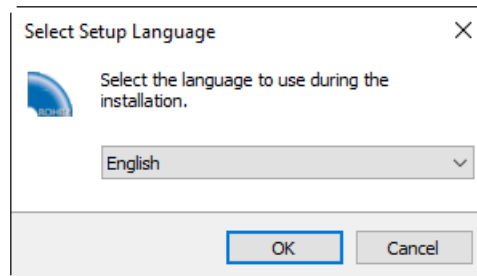 Select Setup Language
Select the language to use during the
installation.
English
OK
Cancel